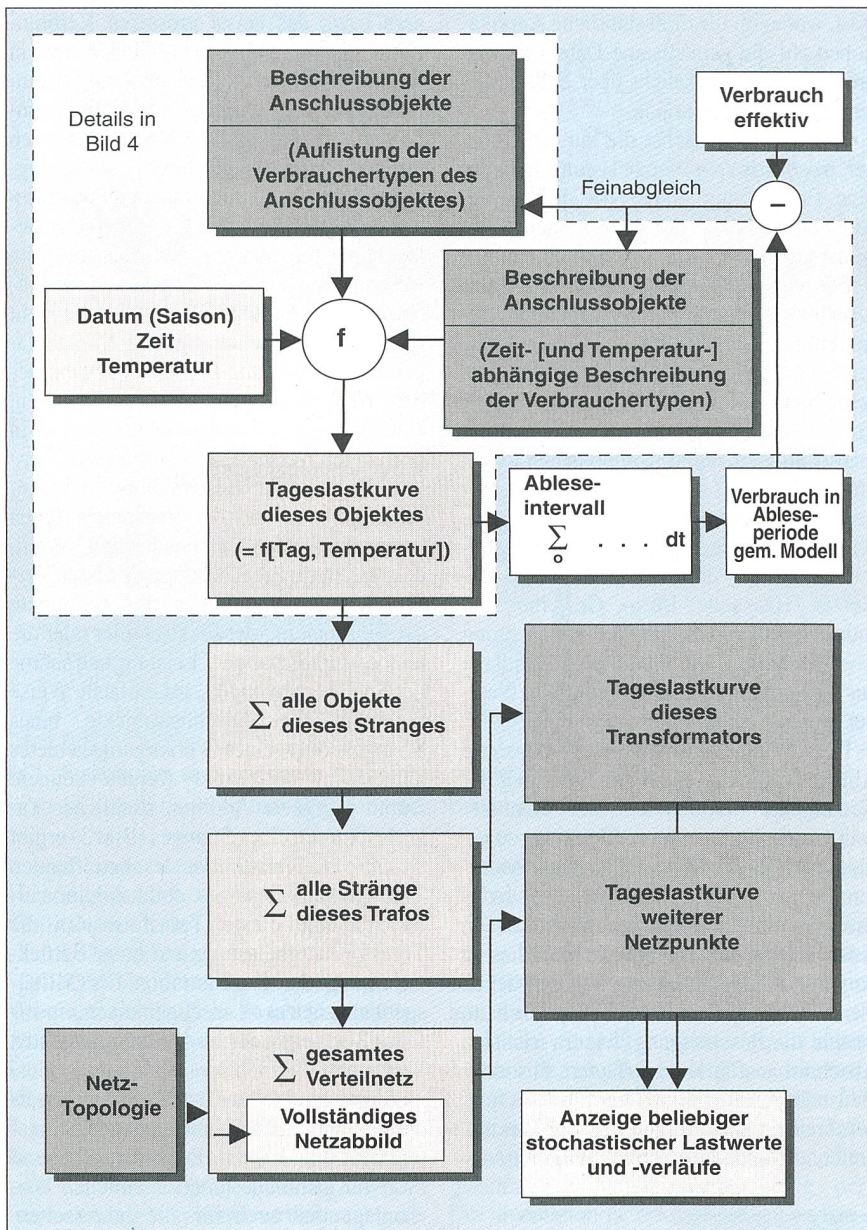 Details in
Bild 4
Beschreibung der
Anschlussobjekte
(Auflistung der
Verbrauchertypen des
Anschlussobjektes)
Verbrauch
effektiv
Feinabgleich
–
Beschreibung der
Anschlussobjekte
(Zeit- [und Temperatur-]
abhängige Beschreibung
der Verbrauchertypen)
Datum (Saison)
Zeit
Temperatur
f
Tageslastkurve
dieses Objektes
(= f[Tag, Temperatur])
Ablese-
intervall
∑ . . . dt
o
Verbrauch in
Ablese-
periode
gem. Modell
∑ alle Objekte
dieses Stranges
Tageslastkurve
dieses
Transformators
∑ alle Stränge
dieses Trafos
Tageslastkurve
weiterer
Netzpunkte
∑ gesamtes
Verteilnetz
Vollständiges
Netzabbild
Netz-
Topologie
Anzeige beliebiger
stochastischer Lastwerte
und -verläufe